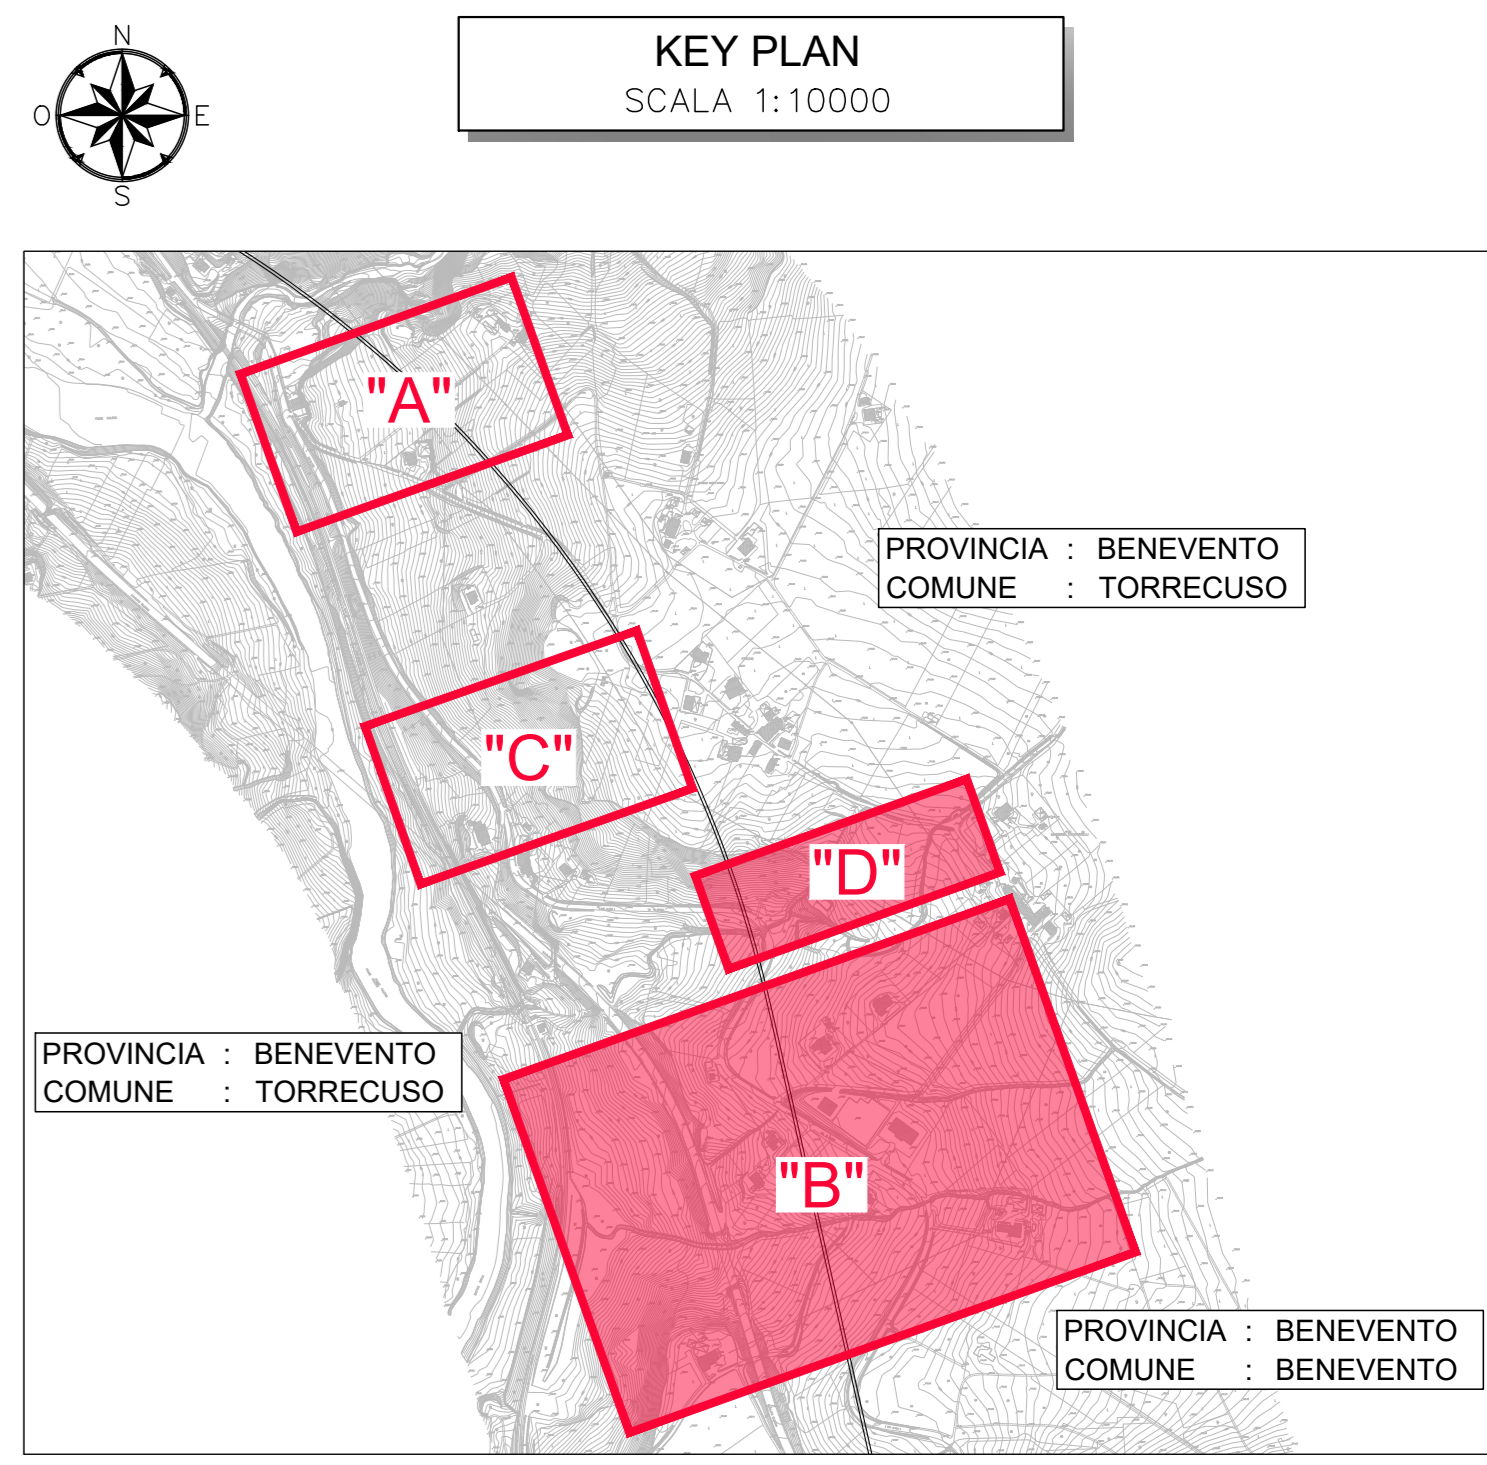 N
O
E
S
KEY PLAN
SCALA 1:10000
"A"
PROVINCIA : BENEVENTO
COMUNE : TORRECUSO
"C"
"D"
PROVINCIA : BENEVENTO
COMUNE : TORRECUSO
"B"
PROVINCIA : BENEVENTO
COMUNE : BENEVENTO